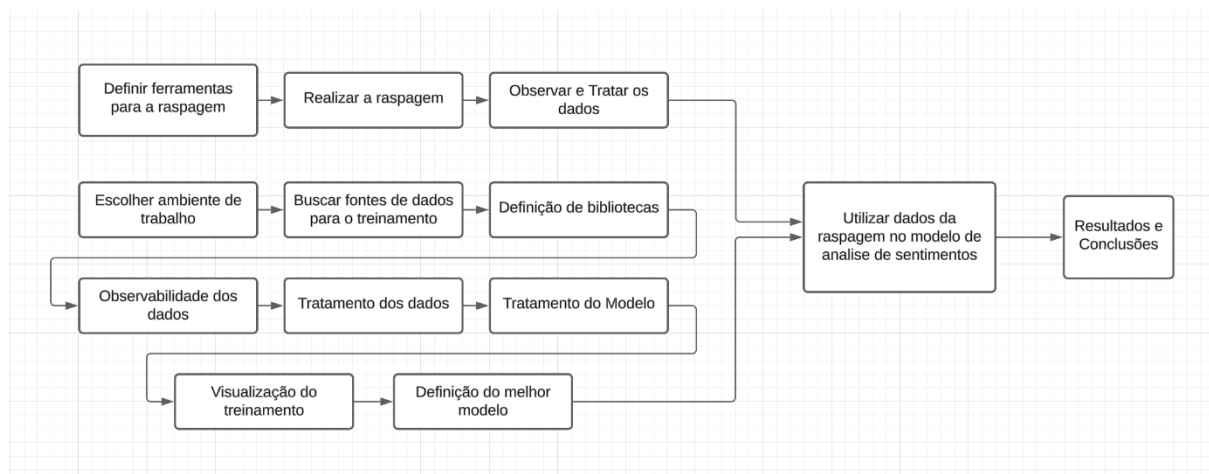 Definir ferramentas
para a raspagem
Realizar a raspagem
Observar e Tratar os
dados
Escolher ambiente de
trabalho
Buscar fontes de dados
para o treinamento
Definição de bibliotecas
Observabilidade dos
dados
Tratamento dos dados
Tratamento do Modelo
Visualização do
treinamento
Definição do melhor
modelo
Utilizar dados da
raspagem no modelo de
analise de sentimentos
Resultados e
Conclusões